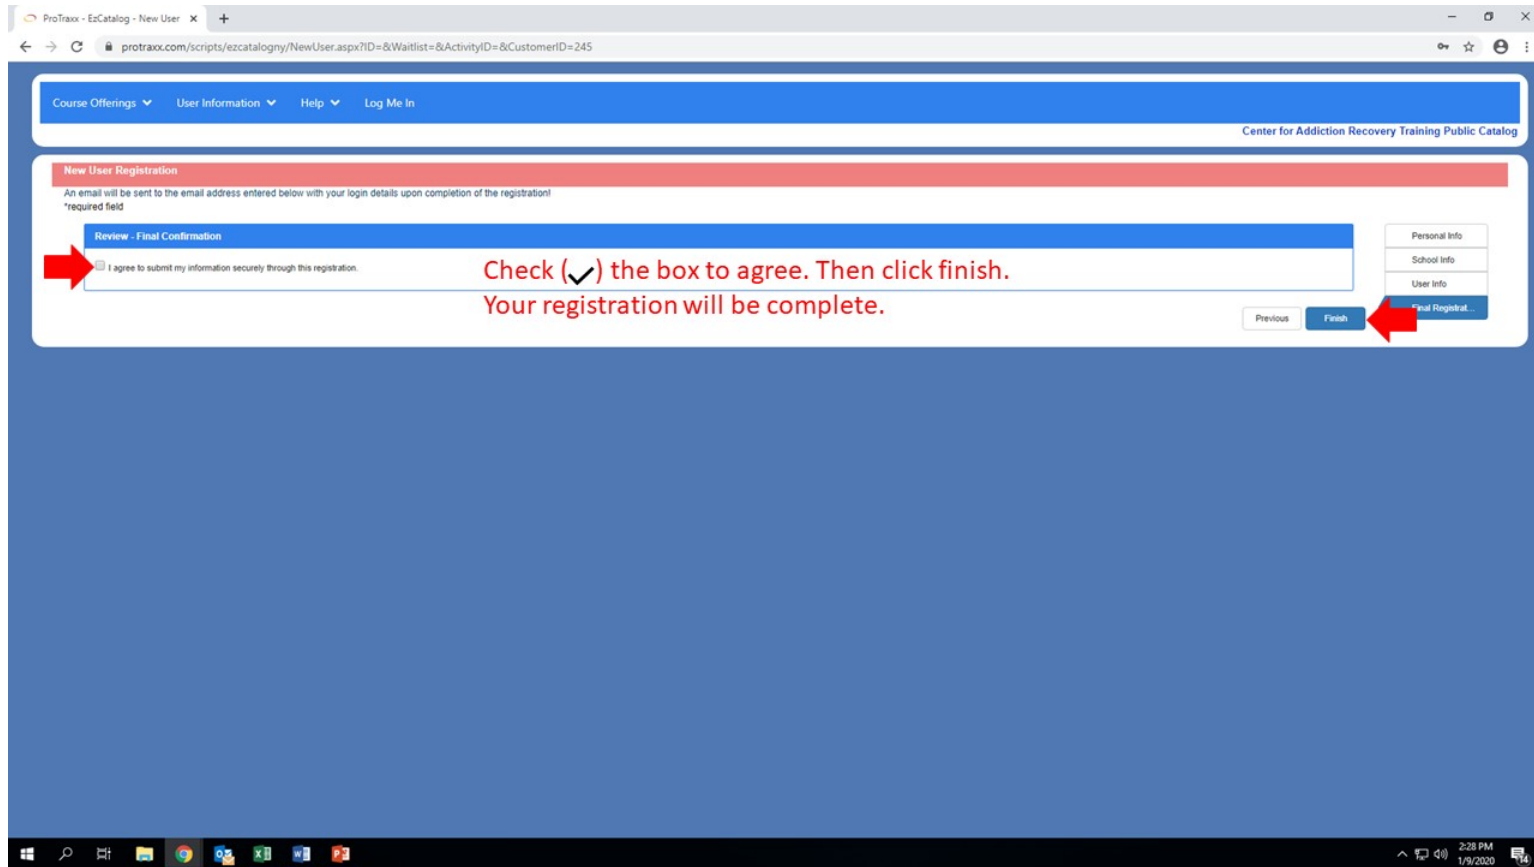 ProTraxx - EzCatalog - New User
protraxx.com/scripts/ezcatalogny/NewUser.aspx?ID=&Waitlist=&ActivityID=&CustomerID=245
Course Offerings User Information Help Log Me In
Center for Addiction Recovery Training Public Catalog
New User Registration
An email will be sent to the email address entered below with your login details upon completion of the registration!
*required field
Review - Final Confirmation
I agree to submit my information securely through this registration.
Check (✓) the box to agree. Then click finish.
Your registration will be complete.
Personal Info
School Info
User Info
Final Registrat...
Previous Finish
2:28 PM
1/9/2020